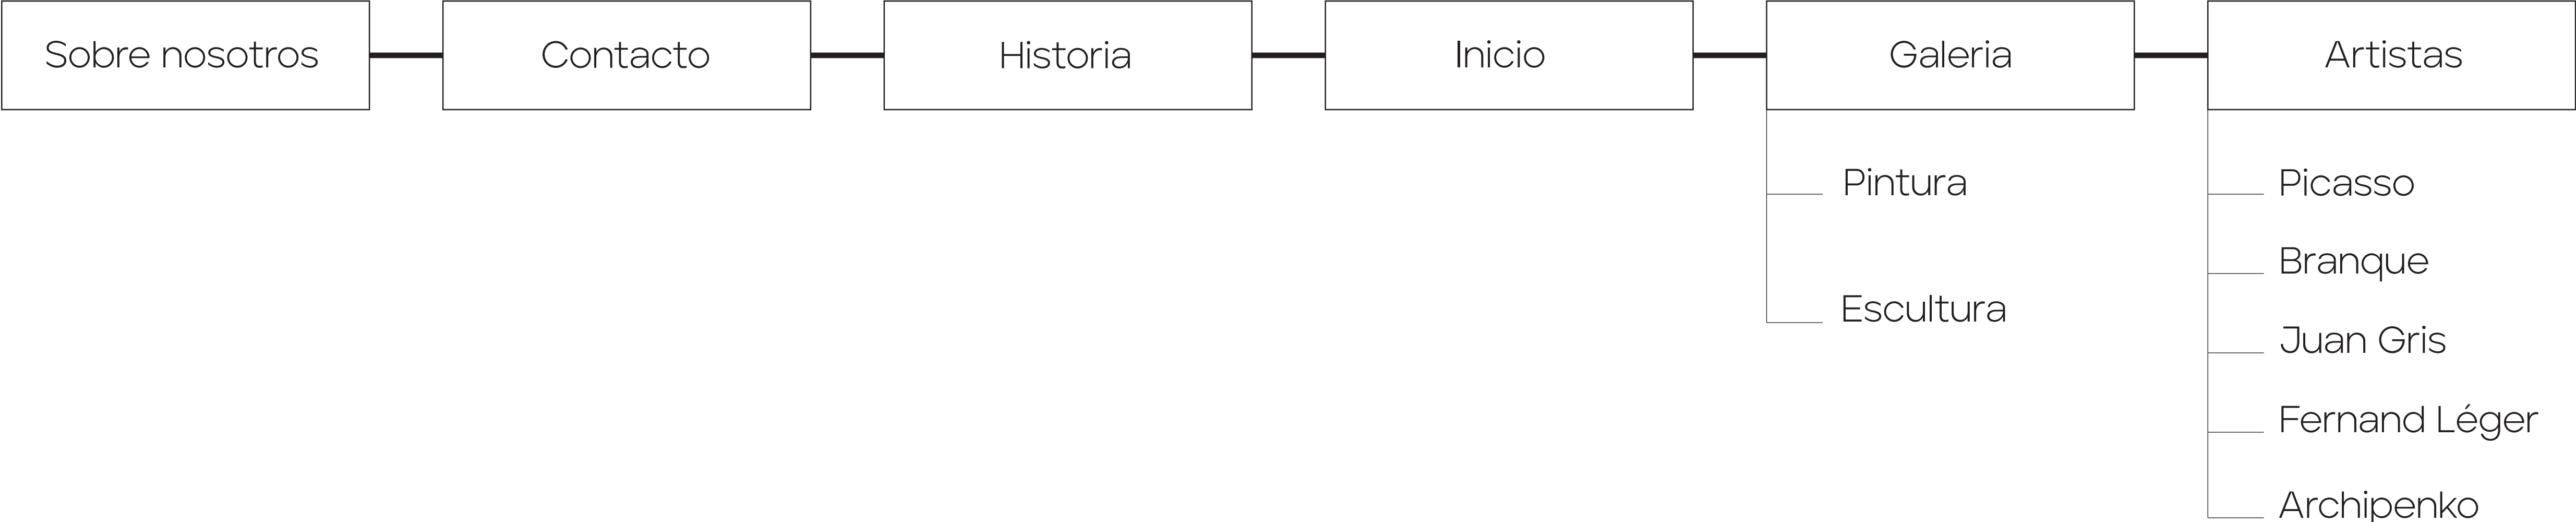 Sobre nosotros
Contacto
Historia
Inicio
Galeria
Artistas
Pintura
Escultura
Picasso
Branque
Juan Gris
Fernand Léger
Archipenko